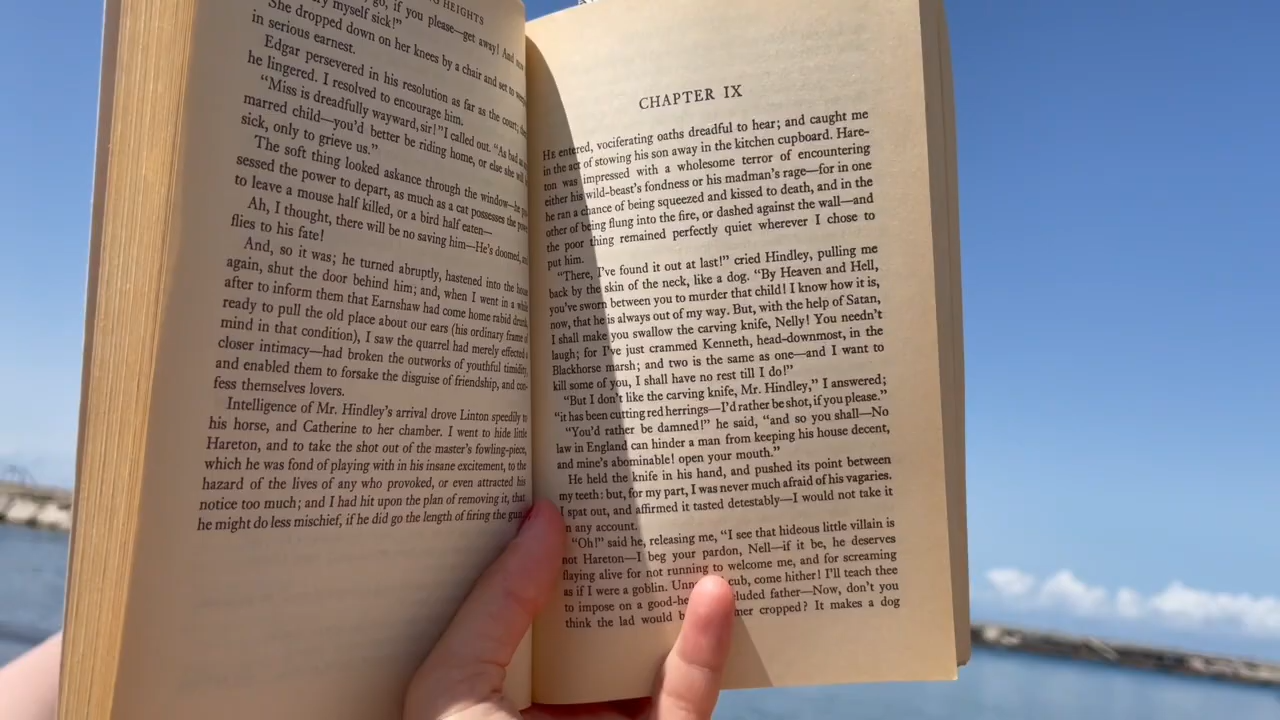 G HEIGHTS
go, if you please—get away! And now
ry myself sick!"
She dropped down on her knees by a chair and set to
in serious earnest.
Edgar persevered in his resolution as far as the court;
he lingered. I resolved to encourage him.
"Miss is dreadfully wayward, sir!" I called out. "As bad as
marred child—you'd better be riding home, or else she will
sick, only to grieve us."
The soft thing looked askance through the window—he
sessed the power to depart, as much as a cat possesses the
to leave a mouse half killed, or a bird half eaten—
Ah, I thought, there will be no saving him—He's doomed,
flies to his fate!
And, so it was; he turned abruptly, hastened into the
again, shut the door behind him; and, when I went in a while
after to inform them that Earnshaw had come home rabid drunk,
ready to pull the old place about our ears (his ordinary frame of
mind in that condition), I saw the quarrel had merely effected a
closer intimacy—had broken the outworks of youthful timidity,
and enabled them to forsake the disguise of friendship, and con-
fess themselves lovers.
Intelligence of Mr. Hindley's arrival drove Linton speedily to
his horse, and Catherine to her chamber. I went to hide little
Hareton, and to take the shot out of the master's fowling-piece,
which he was fond of playing with in his insane excitement, to the
hazard of the lives of any who provoked, or even attracted his
notice too much; and I had hit upon the plan of removing it, that
he might do less mischief, if he did go the length of firing the gun.
CHAPTER IX
HE entered, vociferating oaths dreadful to hear; and caught me
in the act of stowing his son away in the kitchen cupboard. Hare-
ton was impressed with a wholesome terror of encountering
either his wild-beast's fondness or his madman's rage—for in one
he ran a chance of being squeezed and kissed to death, and in the
other of being flung into the fire, or dashed against the wall—and
the poor thing remained perfectly quiet wherever I chose to
put him.
"There, I've found it out at last!" cried Hindley, pulling me
back by the skin of the neck, like a dog. "By Heaven and Hell,
you've sworn between you to murder that child! I know how it is,
now, that he is always out of my way. But, with the help of Satan,
I shall make you swallow the carving knife, Nelly! You needn't
laugh; for I've just crammed Kenneth, head-downmost, in the
Blackhorse marsh; and two is the same as one—and I want to
kill some of you, I shall have no rest till I do!"
"But I don't like the carving knife, Mr. Hindley," I answered;
"it has been cutting red herrings—I'd rather be shot, if you please."
"You'd rather be damned!" he said, "and so you shall—No
law in England can hinder a man from keeping his house decent,
and mine's abominable! open your mouth."
He held the knife in his hand, and pushed its point between
my teeth: but, for my part, I was never much afraid of his vagaries.
I spat out, and affirmed it tasted detestably—I would not take it
on any account.
"Oh!" said he, releasing me, "I see that hideous little villain is
not Hareton—I beg your pardon, Nell—if it be, he deserves
flaying alive for not running to welcome me, and for screaming
as if I were a goblin. Unn cub, come hither! I'll teach thee
to impose on a good-he luded father—Now, don't you
think the lad would b mer cropped? It makes a dog